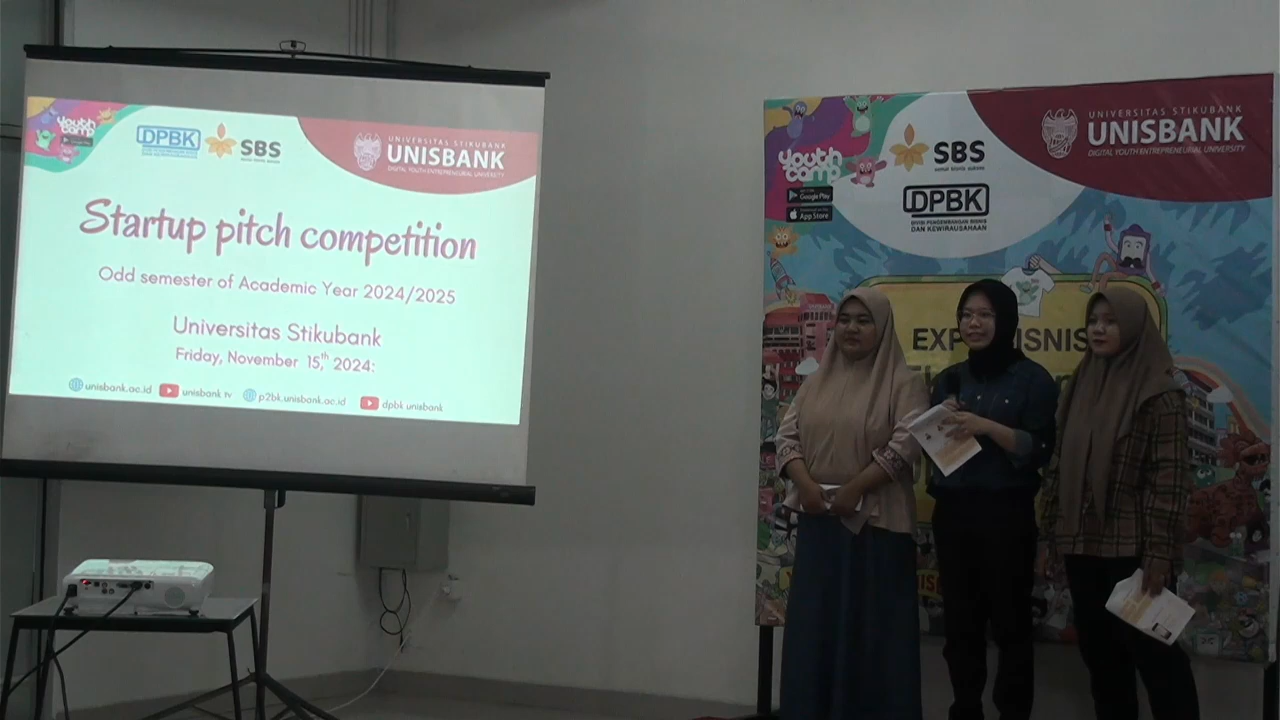 youth camp
DPBK
SBS
UNIVERSITAS STIKUBANK
UNISBANK
DIGITAL YOUTH ENTREPRENEURIAL UNIVERSITY
Startup pitch competition
Odd semester of Academic Year 2024/2025
Universitas Stikubank
Friday, November 15,th 2024:
unisbank.ac.id unisbank tv p2bk.unisbank.ac.id dpbk unisbank
youth camp
Google Play
App Store
SBS
DPBK
DIVISI PENGEMBANGAN BISNIS
DAN KEWIRAUSAHAAN
UNIVERSITAS STIKUBANK
UNISBANK
DIGITAL YOUTH ENTREPRENEURIAL UNIVERSITY
EXP
BISNIS